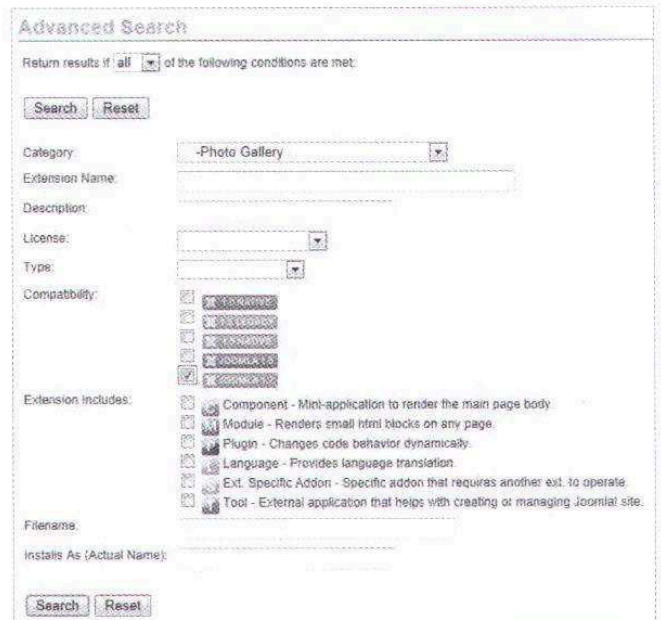 Advanced Search
Return results if all of the following conditions are met:
Search Reset
Category: -Photo Gallery
Extension Name:
Description:
License:
Type:
Compatibility:
1.5 NATIVE
Extension Includes:
Component - Mini-application to render the main page body.
Module - Renders small html blocks on any page.
Plugin - Changes code behavior dynamically.
Language - Provides language translation.
Ext. Specific Addon - Specific addon that requires another ext. to operate.
Tool - External application that helps with creating or managing Joomla! site.
Filename:
Installs As (Actual Name):
Search Reset